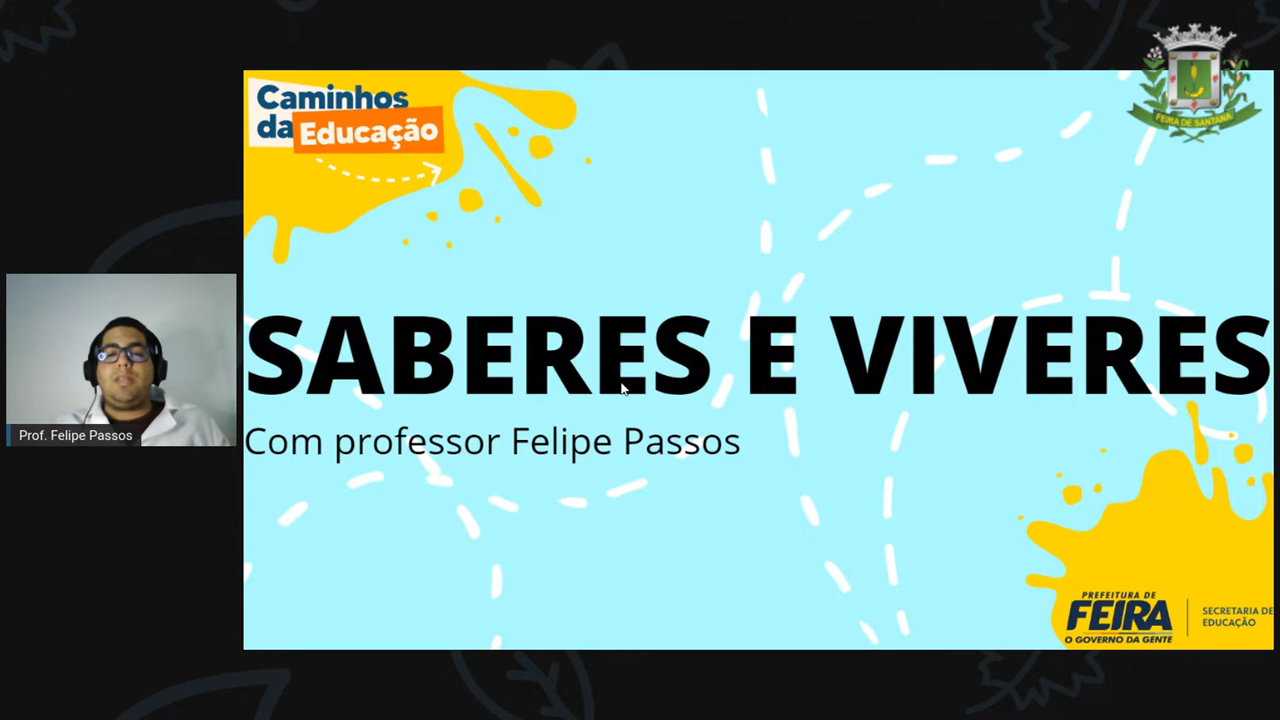 FEIRA DE SANTANA
Caminhos
da Educação
SABERES E VIVERES
Com professor Felipe Passos
Prof. Felipe Passos
PREFEITURA DE
FEIRA
O GOVERNO DA GENTE
SECRETARIA DE
EDUCAÇÃO